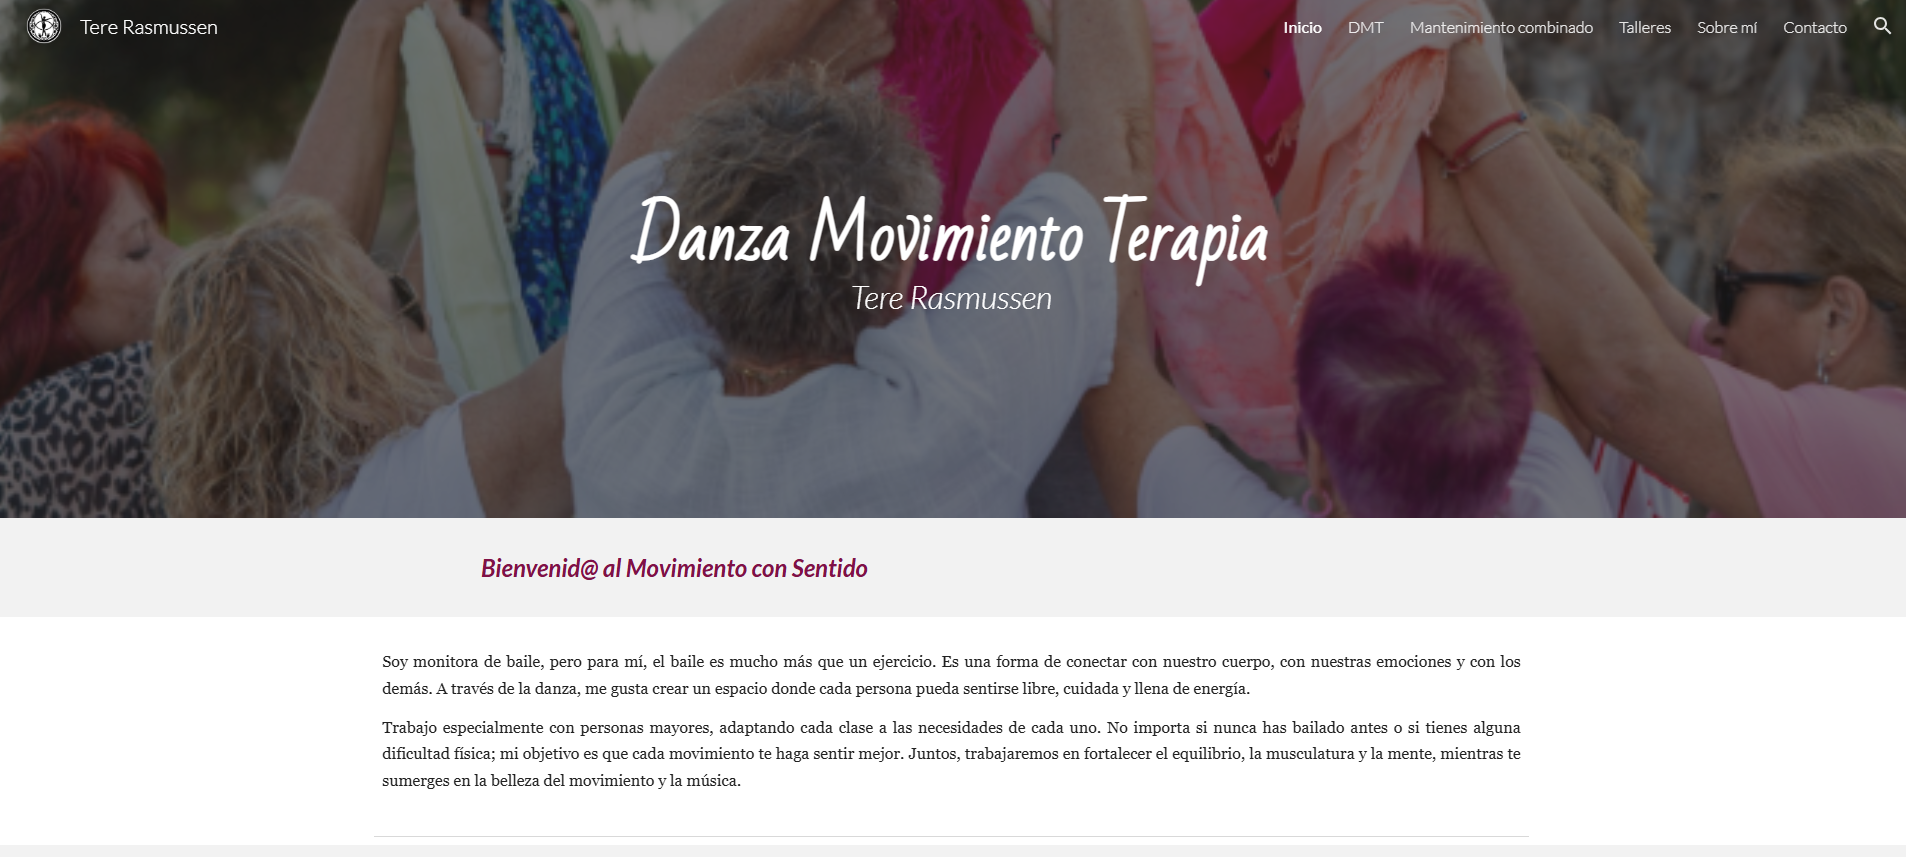 Tere Rasmussen
Inicio DMT Mantenimiento combinado Talleres Sobre mí Contacto
Danza Movimiento Terapia
Tere Rasmussen
Bienvenid@ al Movimiento con Sentido
Soy monitora de baile, pero para mí, el baile es mucho más que un ejercicio. Es una forma de conectar con nuestro cuerpo, con nuestras emociones y con los
demás. A través de la danza, me gusta crear un espacio donde cada persona pueda sentirse libre, cuidada y llena de energía.
Trabajo especialmente con personas mayores, adaptando cada clase a las necesidades de cada uno. No importa si nunca has bailado antes o si tienes alguna
dificultad física; mi objetivo es que cada movimiento te haga sentir mejor. Juntos, trabajaremos en fortalecer el equilibrio, la musculatura y la mente, mientras te
sumerges en la belleza del movimiento y la música.